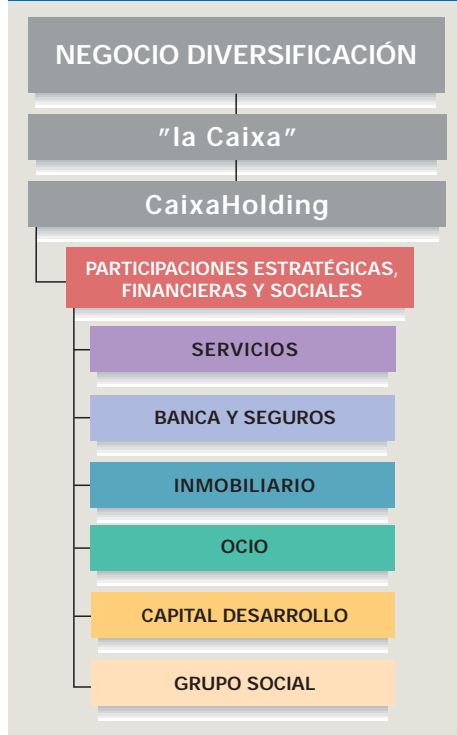 NEGOCIO DIVERSIFICACIÓN
"la Caixa"
CaixaHolding
PARTICIPACIONES ESTRATÉGICAS,
FINANCIERAS Y SOCIALES
SERVICIOS
BANCA Y SEGUROS
INMOBILIARIO
OCIO
CAPITAL DESARROLLO
GRUPO SOCIAL